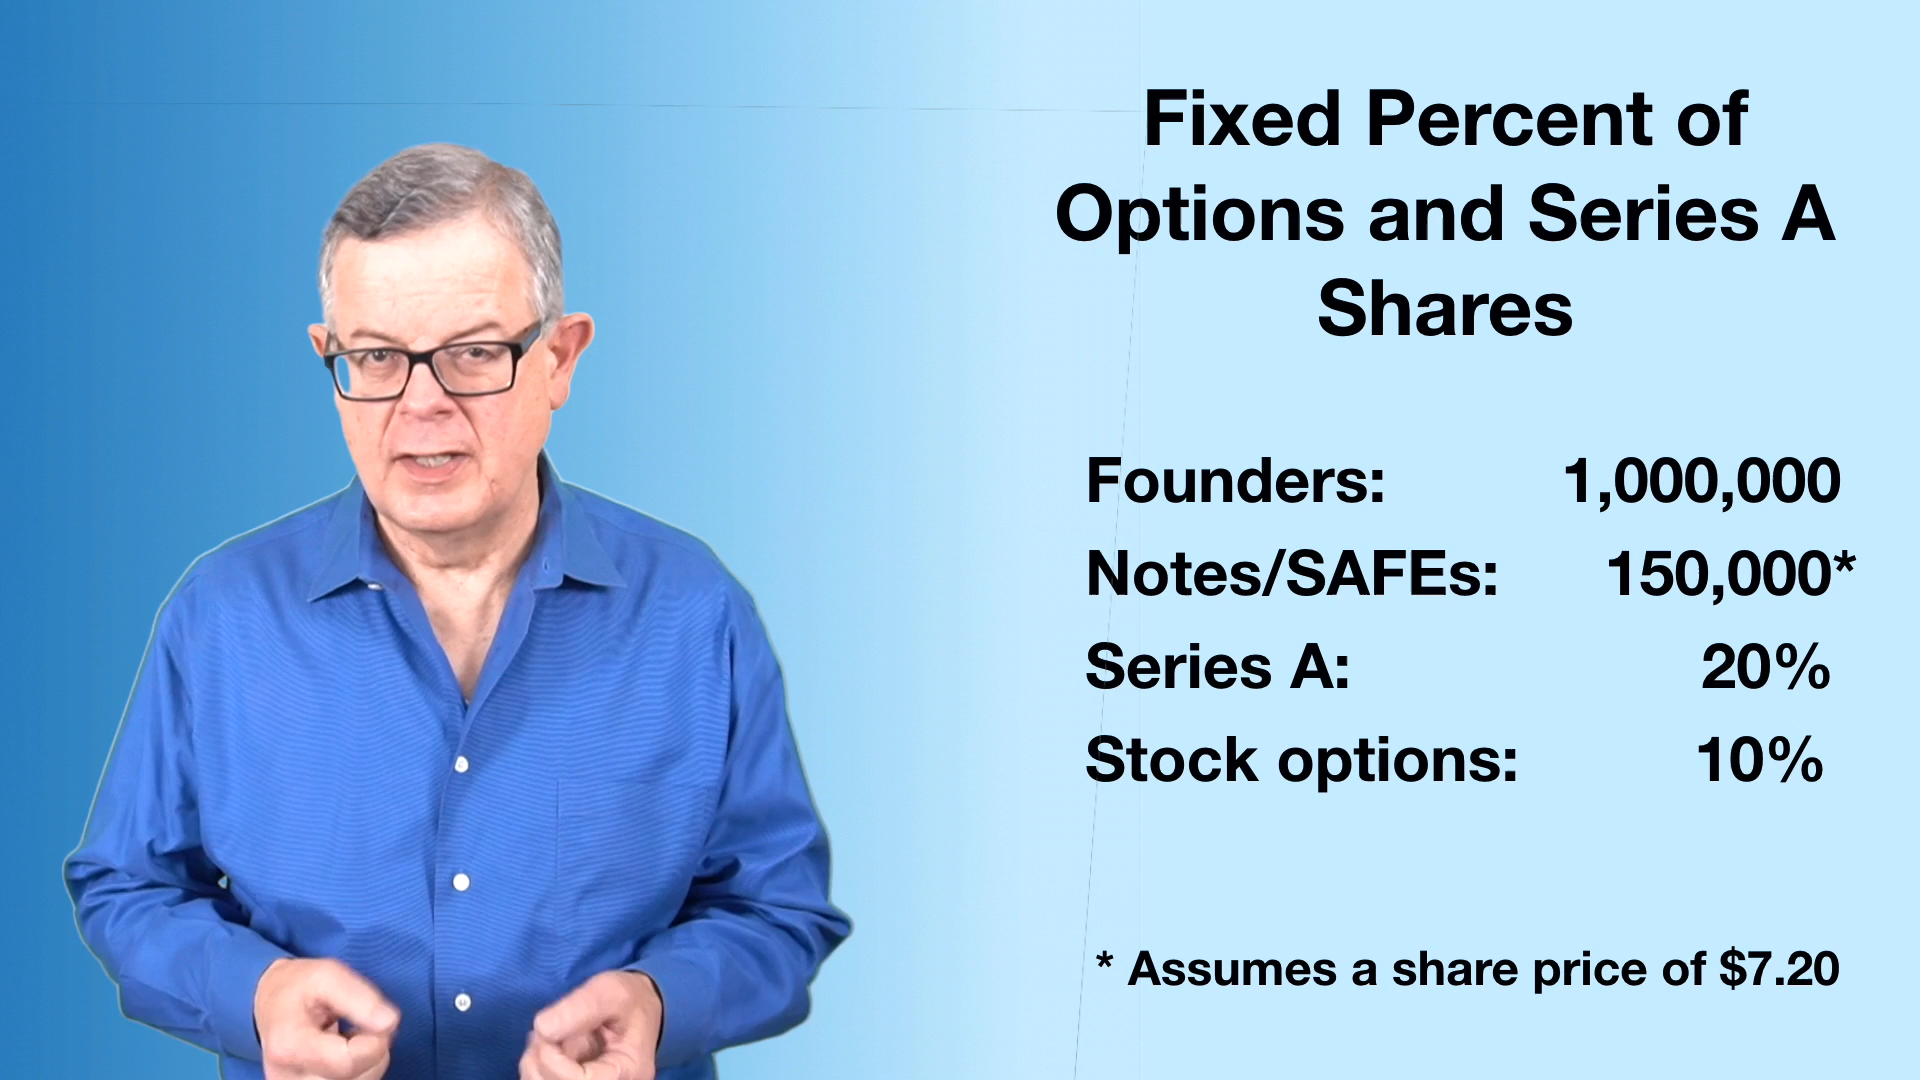 Fixed Percent of
Options and Series A
Shares
Founders: 1,000,000
Notes/SAFEs: 150,000*
Series A: 20%
Stock options: 10%
* Assumes a share price of $7.20